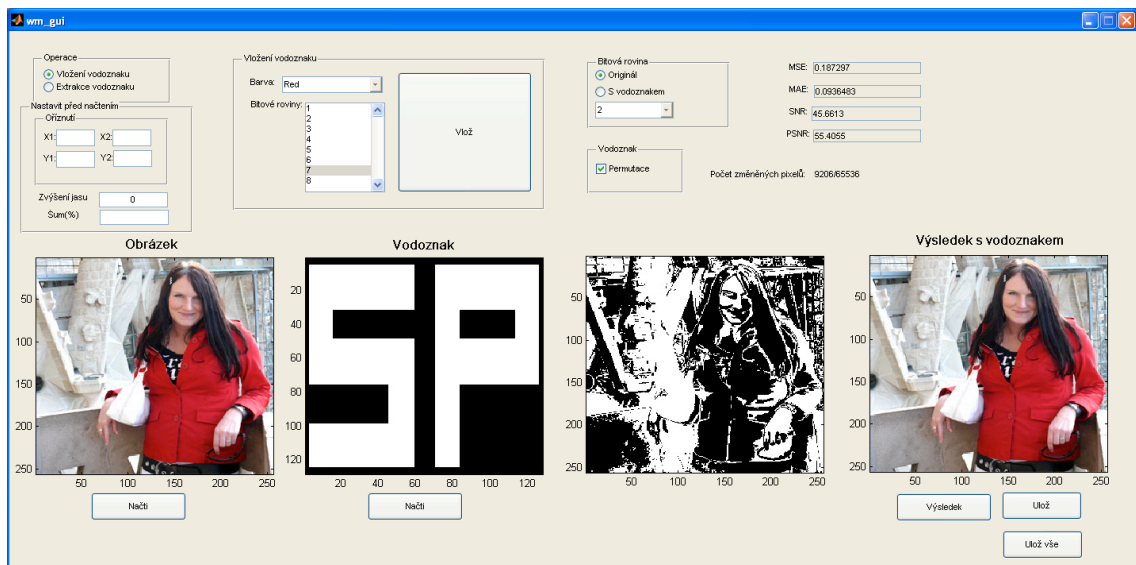 wm_gui
Operace
Vložení vodoznaku
Extrakce vodoznaku
Nastavit před načtením
Oříznutí
X1: X2:
Y1: Y2:
Zvýšení jasu 0
Šum(%)
Vložení vodoznaku
Barva: Red
Bitové roviny:
1
2
3
4
5
6
7
8
Vlož
Bitová rovina
Originál
S vodoznakem
2
Vodoznak
Permutace
MSE: 0.187297
MAE: 0.0936483
SNR: 45.6613
PSNR: 55.4055
Počet změněných pixelů: 9206/65536
Obrázek
50
100
150
200
250
50 100 150 200 250
Načti
Vodoznak
SP
20
40
60
80
100
120
20 40 60 80 100 120
Načti
50
100
150
200
250
50 100 150 200 250
Výsledek s vodoznakem
50
100
150
200
250
50 100 150 200 250
Výsledek
Ulož
Ulož vše